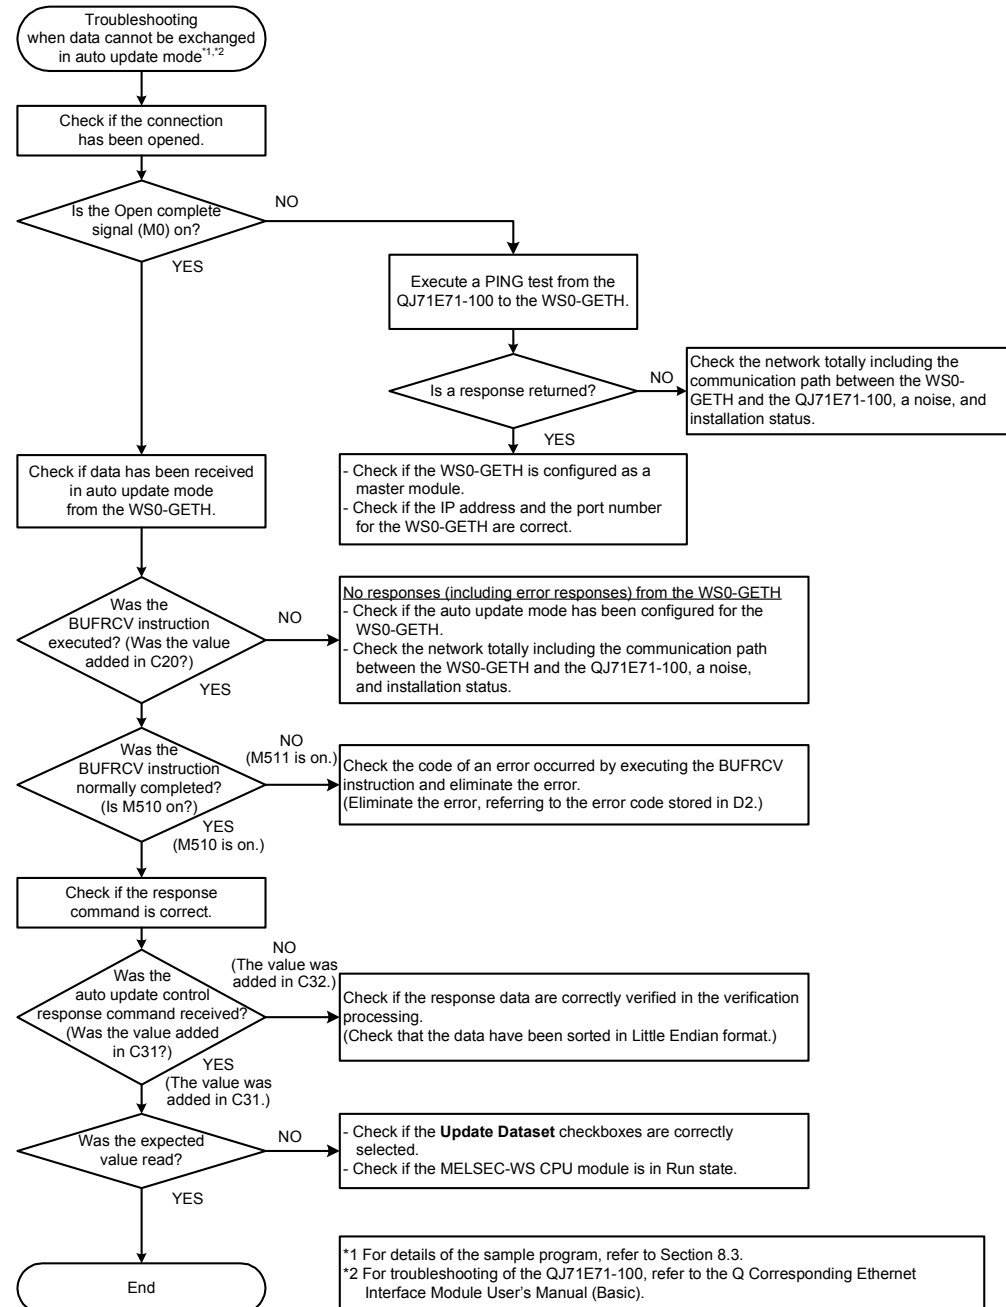 Troubleshooting
when data cannot be exchanged
in auto update mode*1,*2
Check if the connection
has been opened.
Is the Open complete
signal (M0) on?
NO
YES
Execute a PING test from the
QJ71E71-100 to the WS0-GETH.
Is a response returned?
NO
Check the network totally including the
communication path between the WS0-
GETH and the QJ71E71-100, a noise, and
installation status.
YES
- Check if the WS0-GETH is configured as a
master module.
- Check if the IP address and the port number
for the WS0-GETH are correct.
Check if data has been received
in auto update mode
from the WS0-GETH.
Was the
BUFRCV instruction
executed? (Was the value
added in C20?)
NO
YES
No responses (including error responses) from the WS0-GETH
- Check if the auto update mode has been configured for the
WS0-GETH.
- Check the network totally including the communication path
between the WS0-GETH and the QJ71E71-100, a noise,
and installation status.
Was the
BUFRCV instruction
normally completed?
(Is M510 on?)
NO
(M511 is on.)
YES
(M510 is on.)
Check the code of an error occurred by executing the BUFRCV
instruction and eliminate the error.
(Eliminate the error, referring to the error code stored in D2.)
Check if the response
command is correct.
Was the
auto update control
response command received?
(Was the value added
in C31?)
NO
(The value was
added in C32.)
YES
(The value was
added in C31.)
Check if the response data are correctly verified in the verification
processing.
(Check that the data have been sorted in Little Endian format.)
Was the expected
value read?
NO
YES
- Check if the Update Dataset checkboxes are correctly
selected.
- Check if the MELSEC-WS CPU module is in Run state.
End
*1 For details of the sample program, refer to Section 8.3.
*2 For troubleshooting of the QJ71E71-100, refer to the Q Corresponding Ethernet
Interface Module User's Manual (Basic).